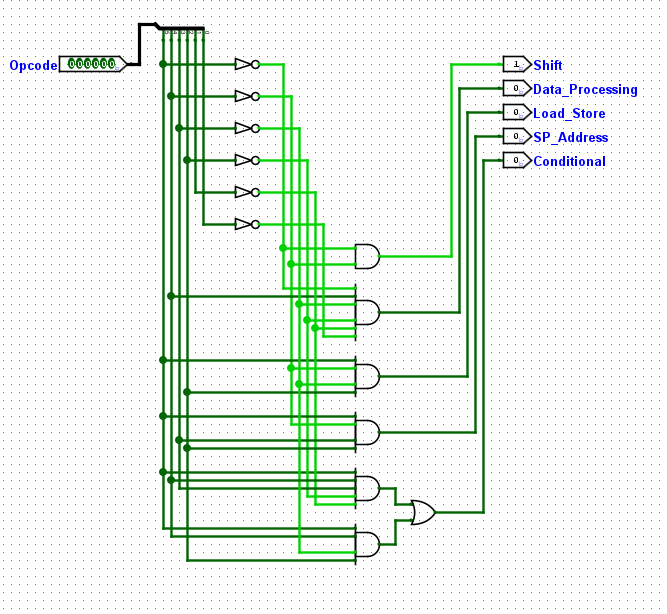 Opcode
000000
1 Shift
0 Data_Processing
0 Load_Store
0 SP_Address
0 Conditional